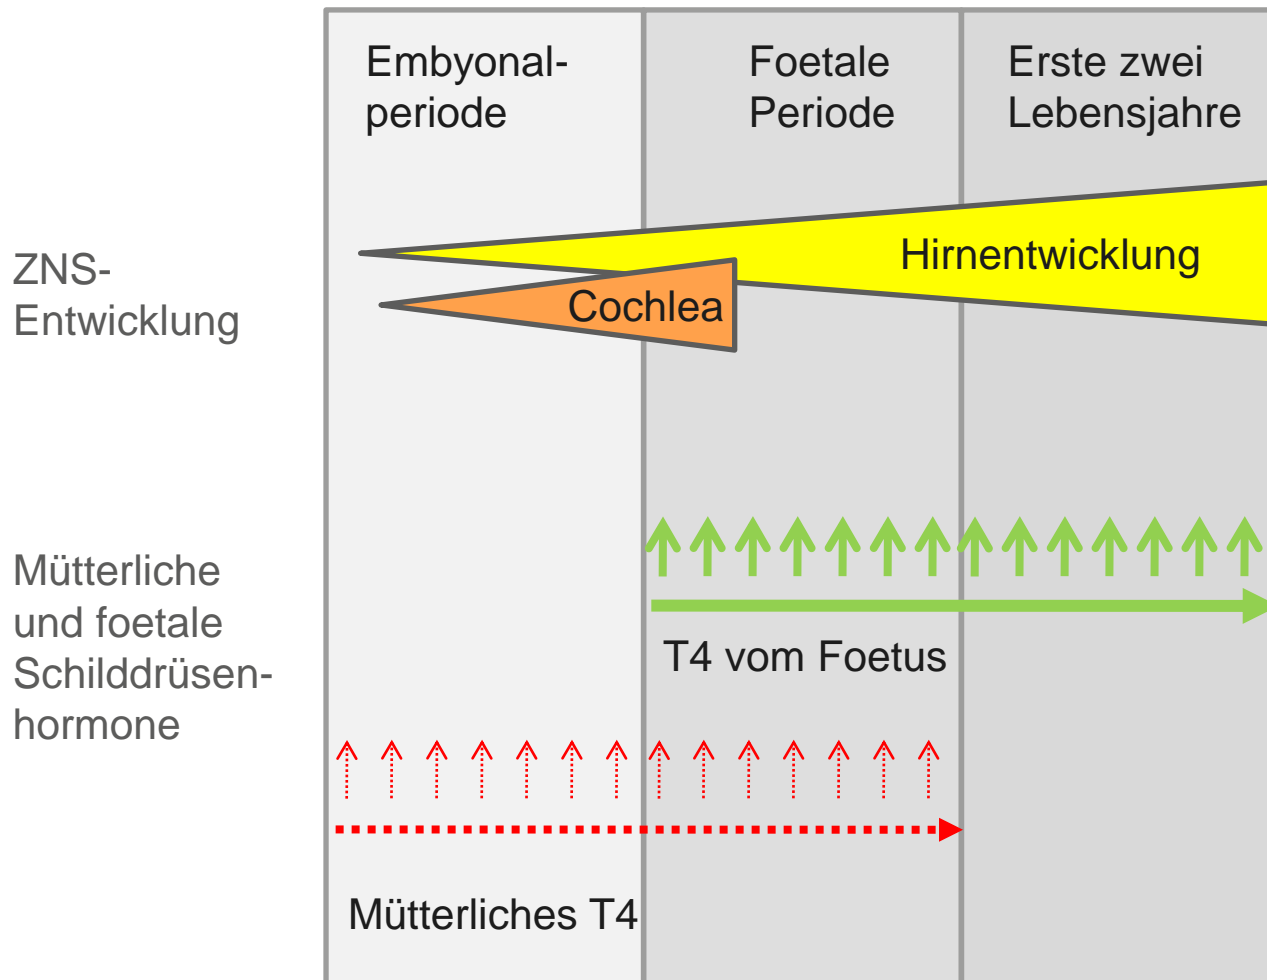 Embyonal-
periode
Foetale
Periode
Erste zwei
Lebensjahre
ZNS-
Entwicklung
Hirnentwicklung
Cochlea
Mütterliche
und foetale
Schilddrüsen-
hormone
T4 vom Foetus
Mütterliches T4